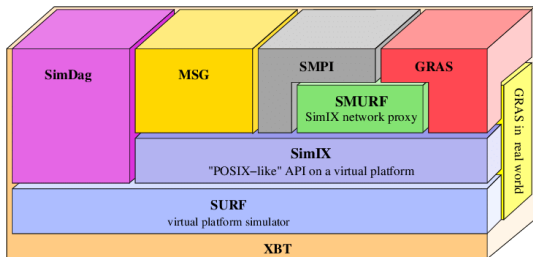 SimDag
MSG
SMPI
GRAS
SMURF
SimIX network proxy
GRAS in real world
SimIX
"POSIX−like" API on a virtual platform
SURF
virtual platform simulator
XBT